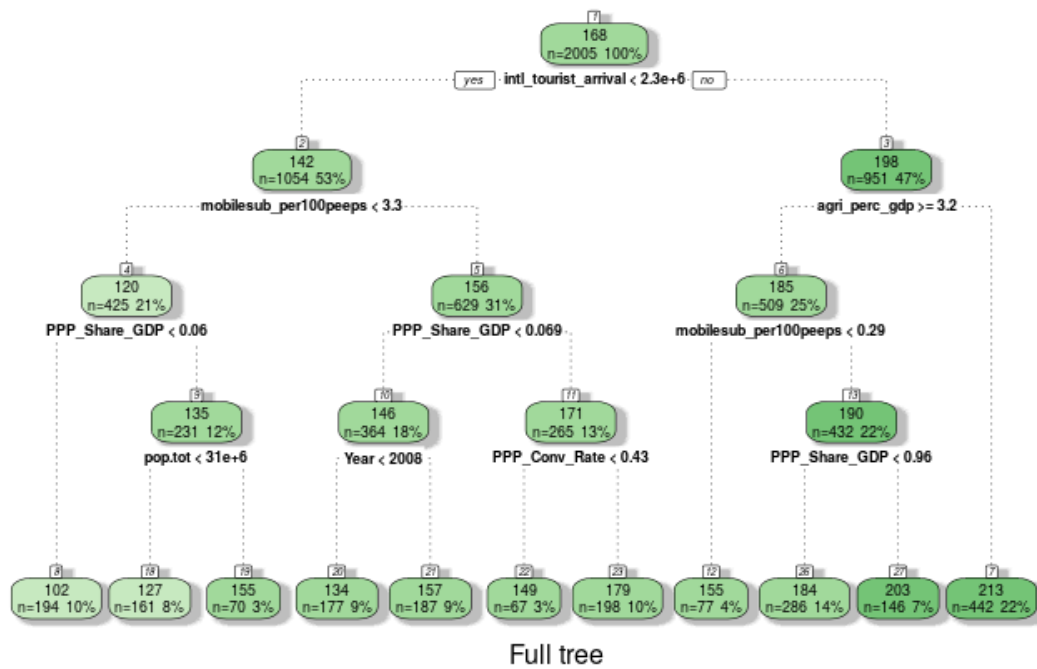 1
168
n=2005 100%
yes intl_tourist_arrival < 2.3e+6 no
2 3
142 198
n=1054 53% n=951 47%
mobilesub_per100peeps < 3.3 agri_perc_gdp >= 3.2
4 5 6
120 156 185
n=425 21% n=629 31% n=509 25%
PPP_Share_GDP < 0.06 PPP_Share_GDP < 0.069 mobilesub_per100peeps < 0.29
9 10 11 13
135 146 171 190
n=231 12% n=364 18% n=265 13% n=432 22%
pop.tot < 31e+6 Year < 2008 PPP_Conv_Rate < 0.43 PPP_Share_GDP < 0.96
8 18 19 20 21 22 23 12 26 27 7
102 127 155 134 157 149 179 155 184 203 213
n=194 10% n=161 8% n=70 3% n=177 9% n=187 9% n=67 3% n=198 10% n=77 4% n=286 14% n=146 7% n=442 22%
Full tree